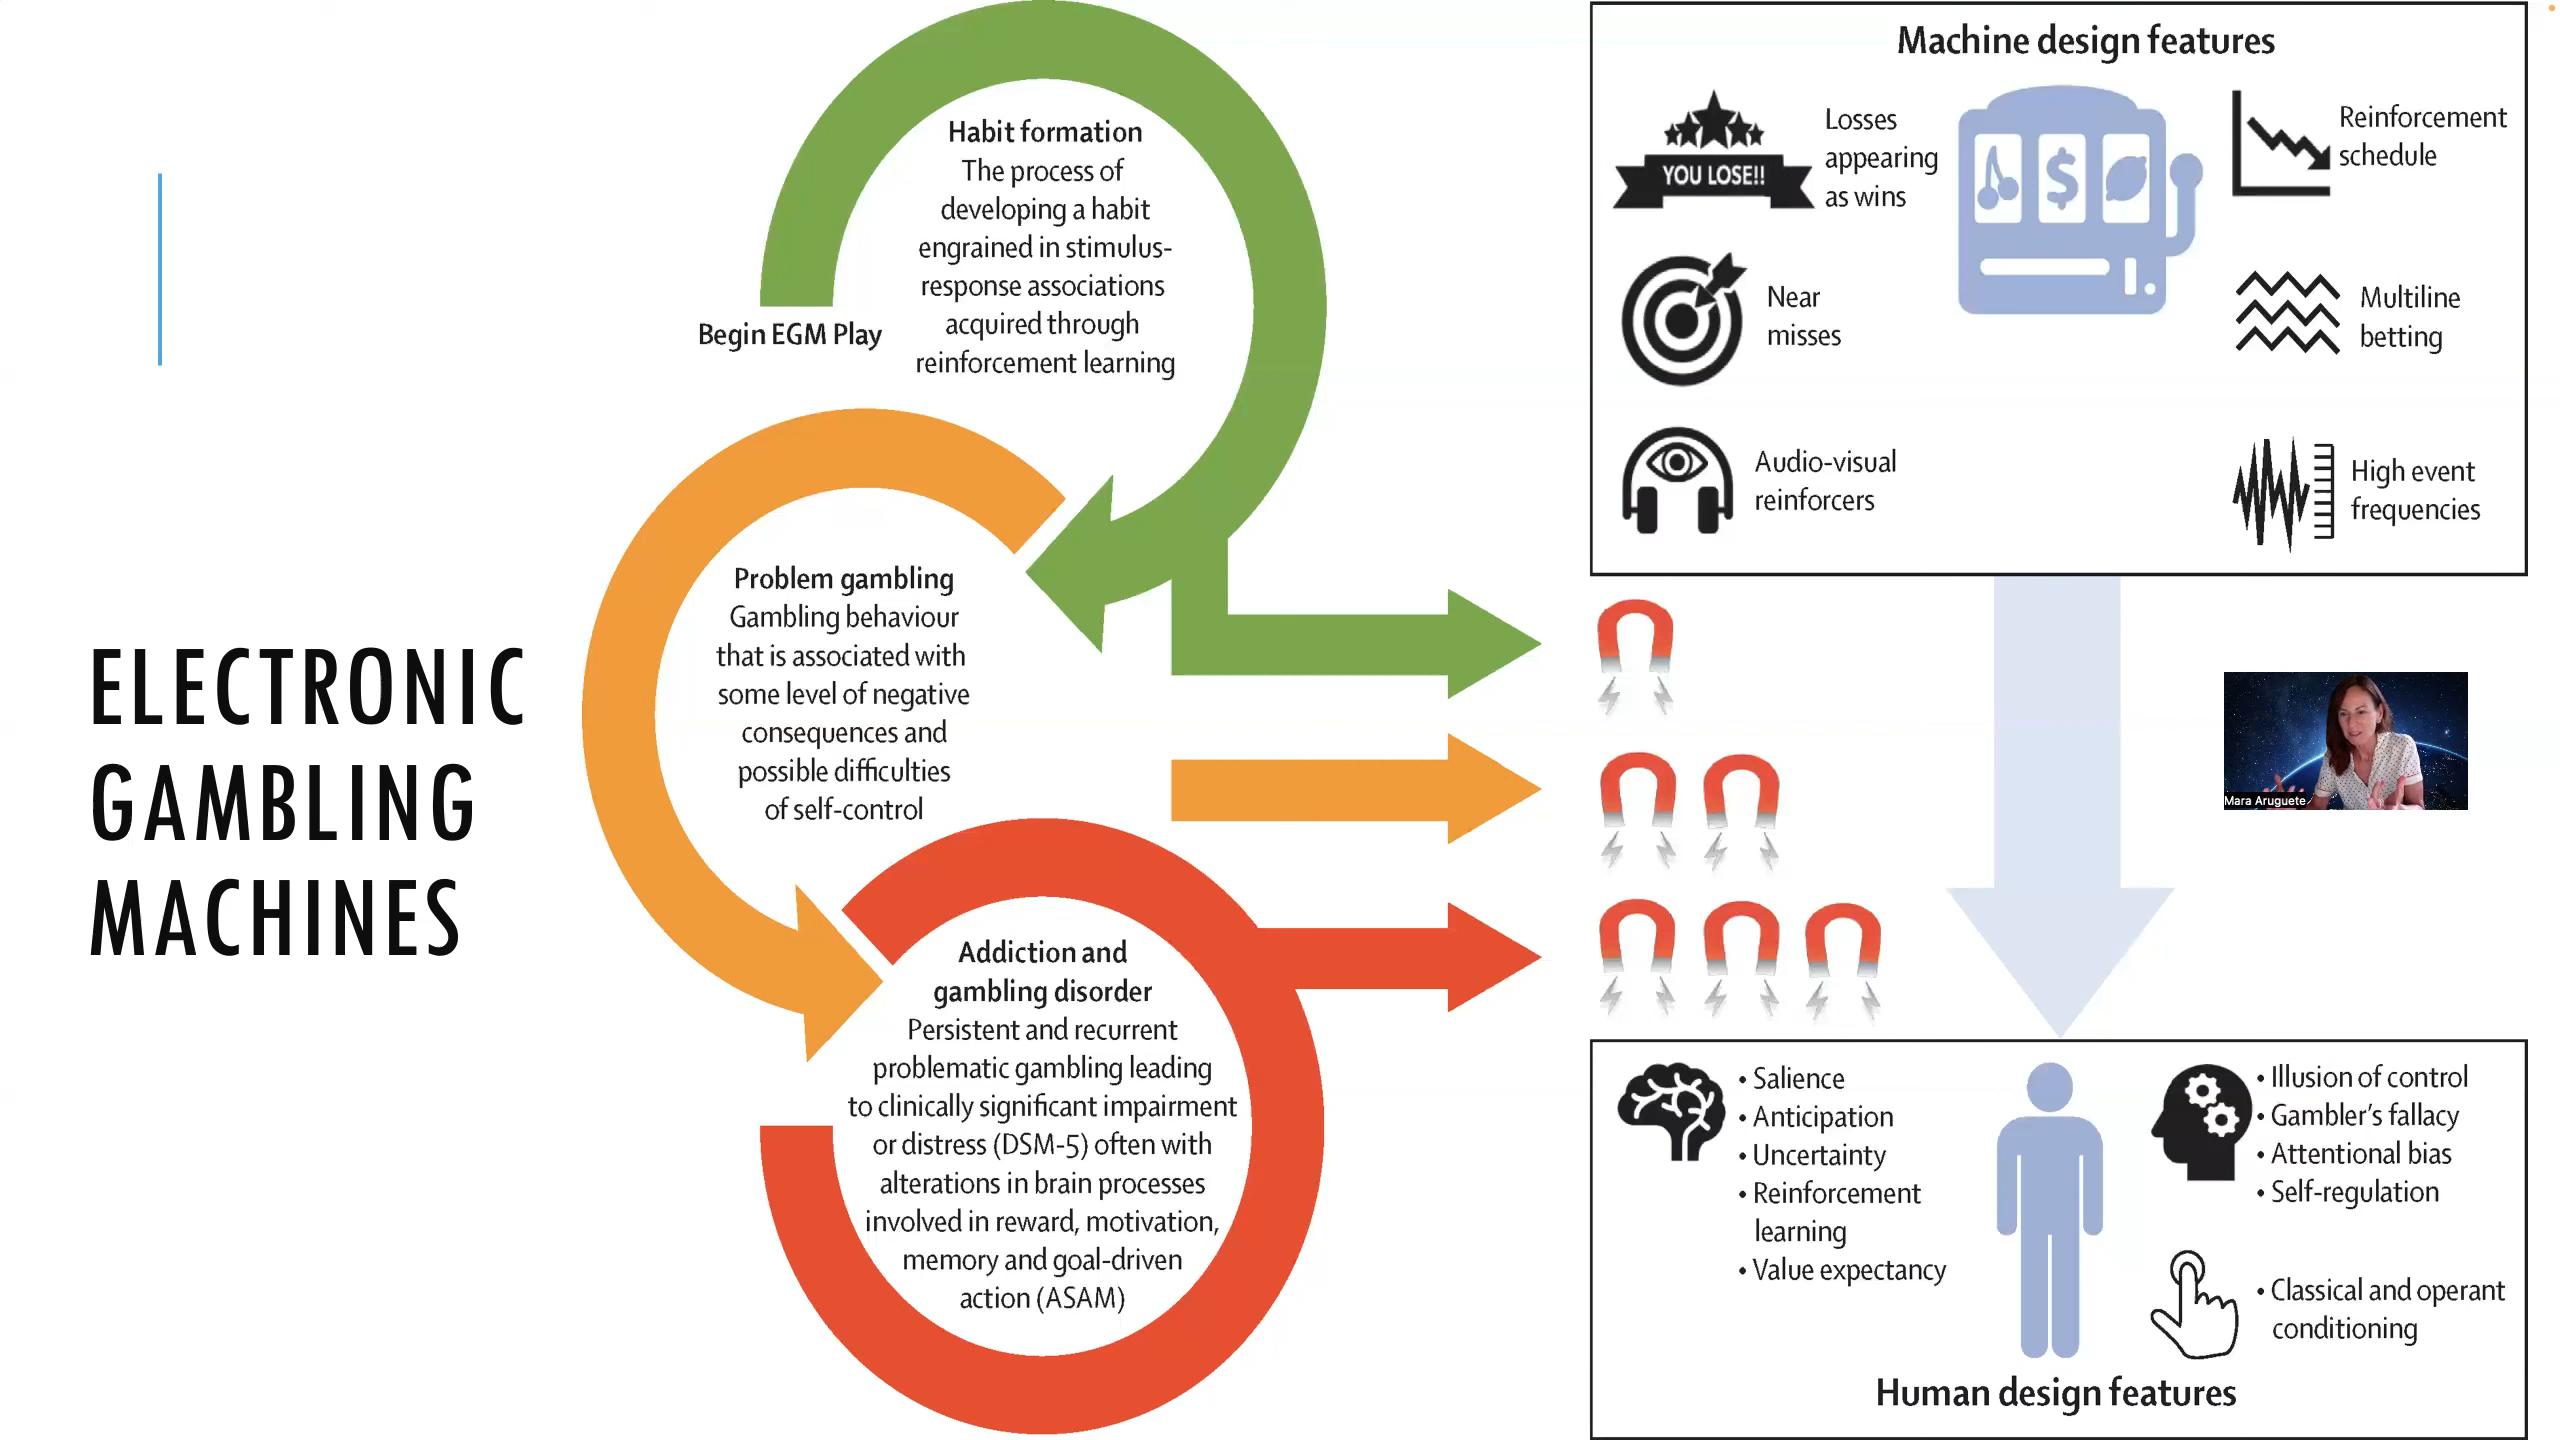 ELECTRONIC
GAMBLING
MACHINES
Begin EGM Play
Habit formation
The process of
developing a habit
engrained in stimulus-
response associations
acquired through
reinforcement learning
Problem gambling
Gambling behaviour
that is associated with
some level of negative
consequences and
possible difficulties
of self-control
Addiction and
gambling disorder
Persistent and recurrent
problematic gambling leading
to clinically significant impairment
or distress (DSM-5) often with
alterations in brain processes
involved in reward, motivation,
memory and goal-driven
action (ASAM)
Machine design features
YOU LOSE!!
Losses
appearing
as wins
$
Reinforcement
schedule
Near
misses
Multiline
betting
Audio-visual
reinforcers
High event
frequencies
Mara Aruguete
• Salience
• Anticipation
• Uncertainty
• Reinforcement
learning
• Value expectancy
• Illusion of control
• Gambler's fallacy
• Attentional bias
• Self-regulation
• Classical and operant
conditioning
Human design features